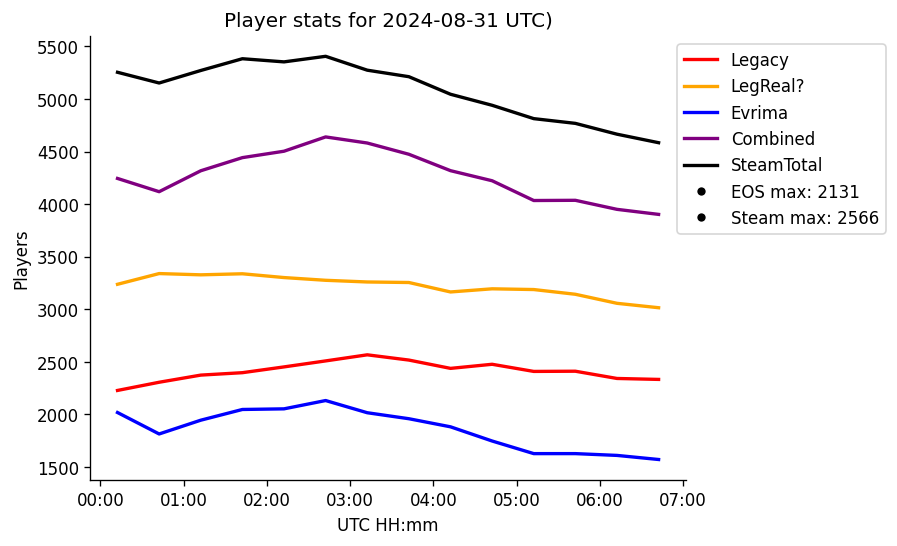 Player stats for 2024-08-31 UTC)
Legacy
LegReal?
Evrima
Combined
SteamTotal
EOS max: 2131
Steam max: 2566
Players
5500
5000
4500
4000
3500
3000
2500
2000
1500
00:00 01:00 02:00 03:00 04:00 05:00 06:00 07:00
UTC HH:mm